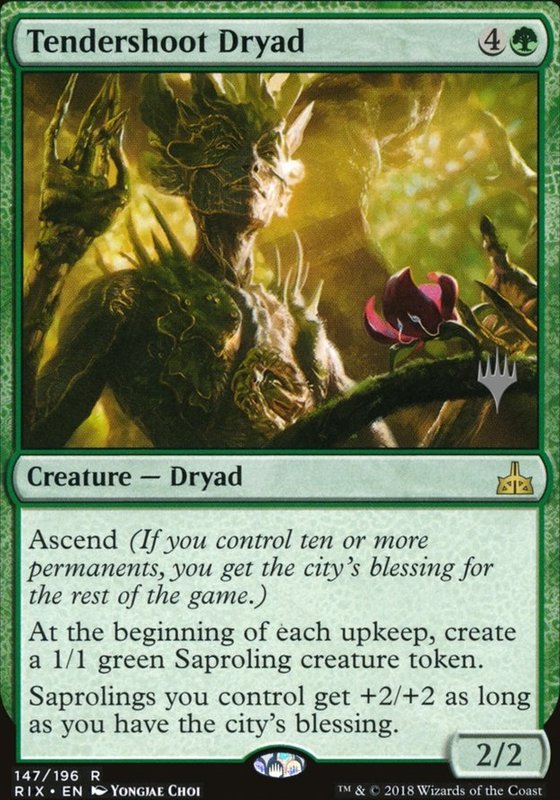 Tendershoot Dryad
4
Creature — Dryad
Ascend (If you control ten or more
permanents, you get the city's blessing for
the rest of the game.)
At the beginning of each upkeep, create
a 1/1 green Saproling creature token.
Saprolings you control get +2/+2 as long
as you have the city's blessing.
2/2
147/196 R
RIX • EN Yongjae Choi
™ & © 2018 Wizards of the Coast